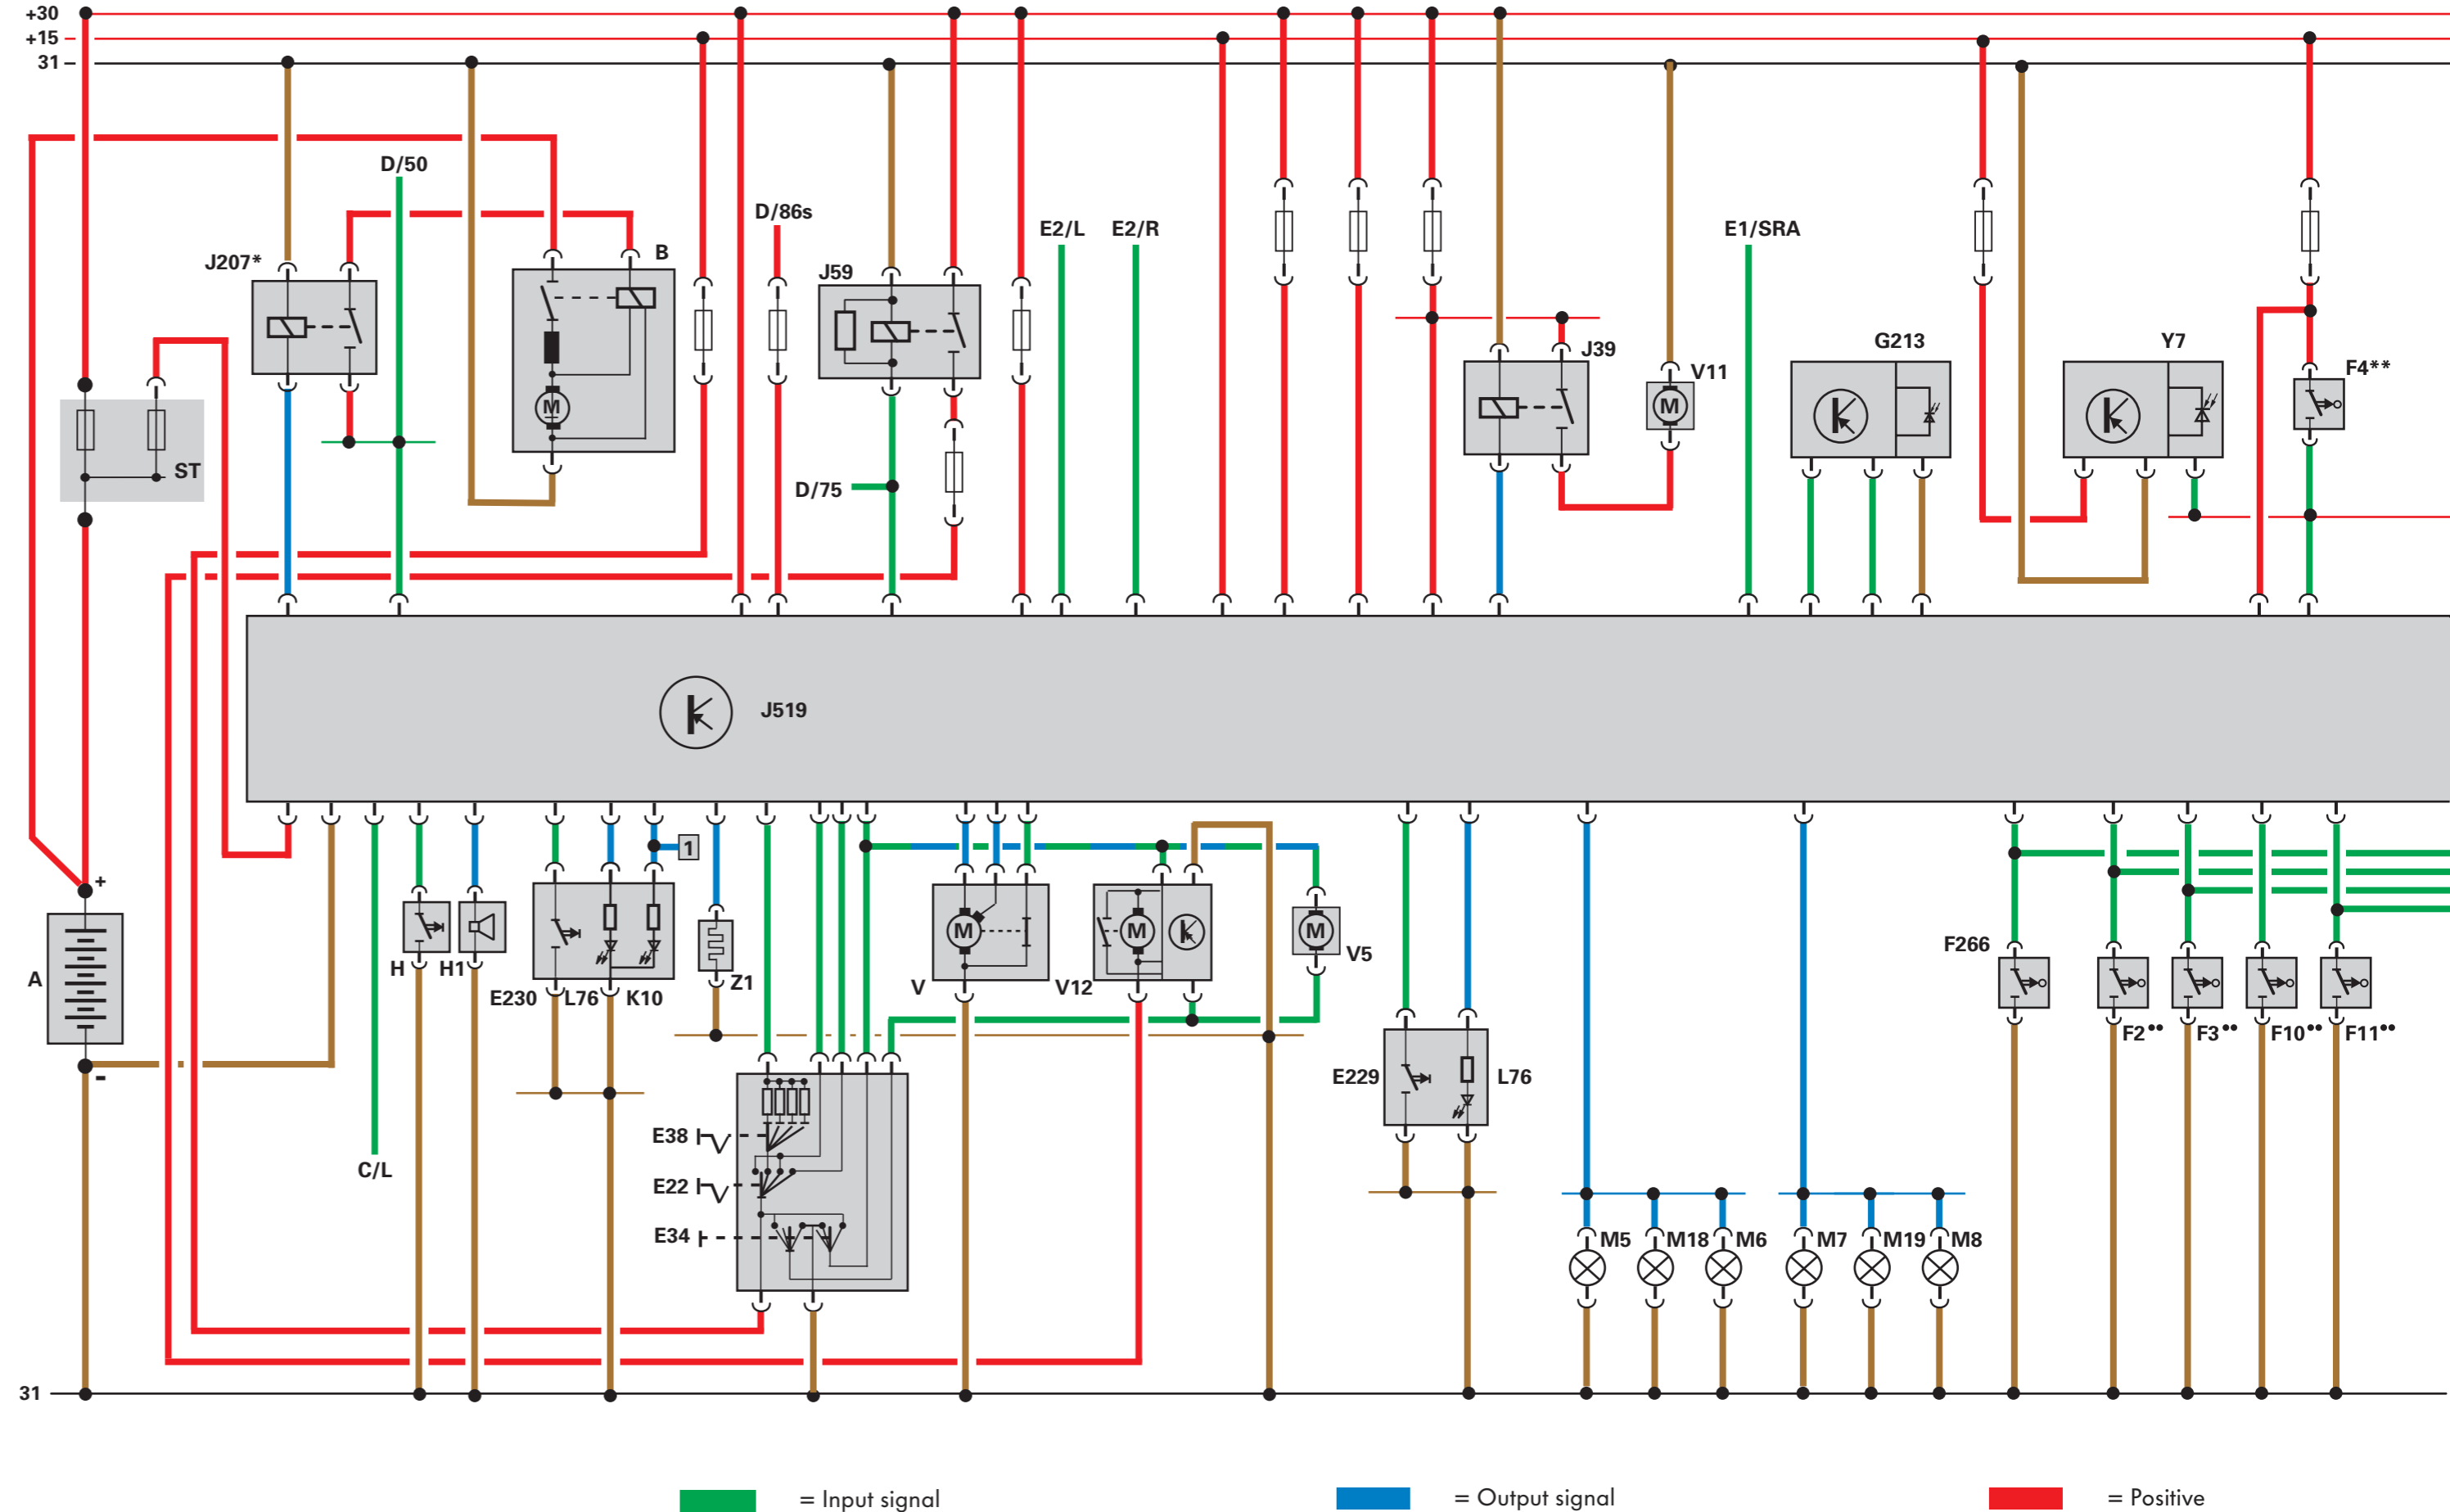 +30
+15
31
D/50
D/86s
E2/L
E2/R
E1/SRA
J207*
B
J59
J39
V11
G213
Y7
F4**
M
M
ST
D/75
J519
1
+
A
-
H
H1
E230
L76
K10
Z1
V
M
V12
M
M
V5
F266
F2••
F3••
F10••
F11••
E229
L76
C/L
E38
E22
E34
M5
M18
M6
M7
M19
M8
31
= Input signal
= Output signal
= Positive